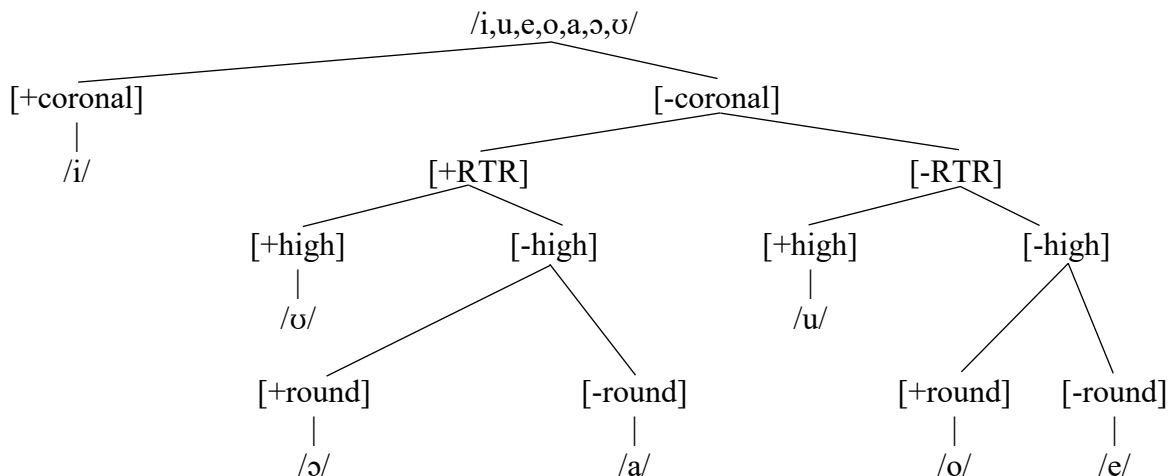 /i,u,e,o,a,ɔ,ʊ/
[+coronal] [-coronal]
/i/ [+RTR] [-RTR]
[+high] [-high] [+high] [-high]
/ʊ/ /u/
[+round] [-round] [+round] [-round]
/ɔ/ /a/ /o/ /e/